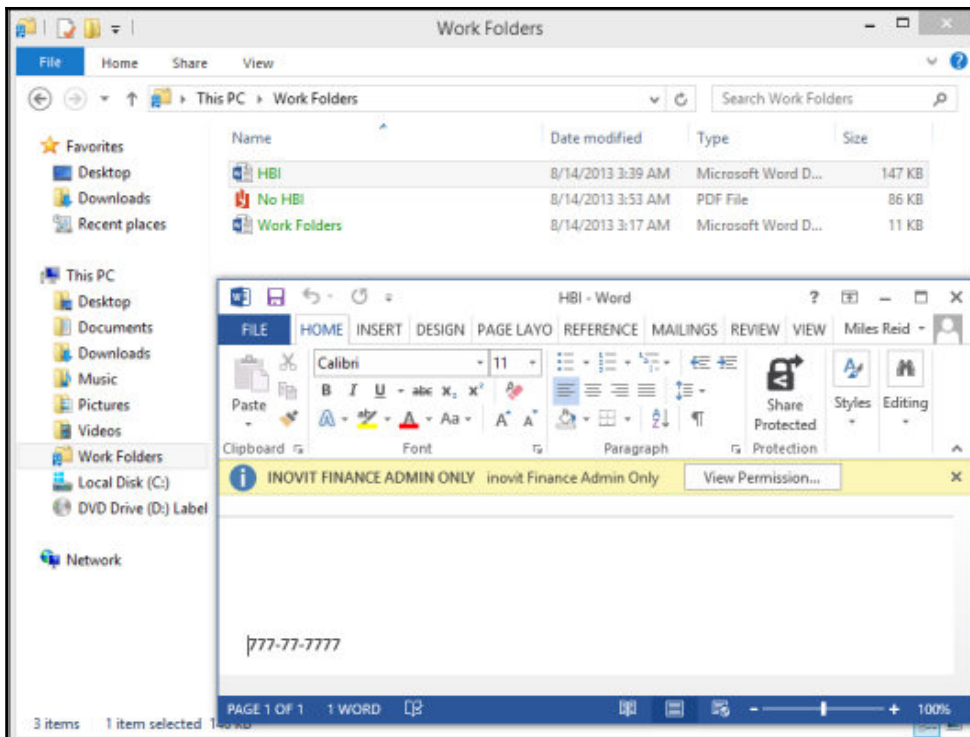 Work Folders
File Home Share View
This PC Work Folders Search Work Folders
Name Date modified Type Size
HBI 8/14/2013 3:39 AM Microsoft Word D... 147 KB
No HBI 8/14/2013 3:53 AM PDF File 86 KB
Work Folders 8/14/2013 3:17 AM Microsoft Word D... 11 KB
Favorites
Desktop
Downloads
Recent places
This PC
Desktop
Documents
Downloads
Music
Pictures
Videos
Work Folders
Local Disk (C:)
DVD Drive (D:) Label
Network
3 items 1 item selected
HBI - Word
FILE HOME INSERT DESIGN PAGE LAYO REFERENCE MAILINGS REVIEW VIEW Miles Reid
Calibri 11
B I U abc X₂ X²
Aa A A
Paste
Share
Protected
Styles Editing
Clipboard Font Paragraph Protection
INOVIT FINANCE ADMIN ONLY inovit Finance Admin Only View Permission...
777-77-7777
PAGE 1 OF 1 1 WORD 100%